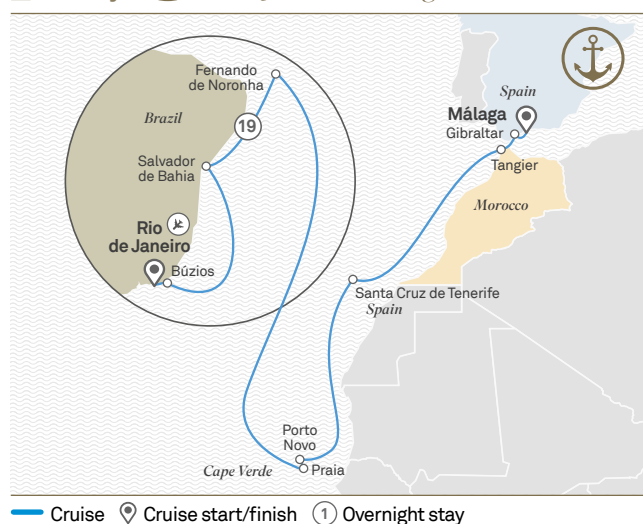 Fernando
de Noronha
Brazil
19
Salvador
de Bahia
Rio
de Janeiro
Búzios
Spain
Málaga
Gibraltar
Tangier
Morocco
Santa Cruz de Tenerife
Spain
Porto
Novo
Cape Verde
Praia
Cruise
Cruise start/finish
1 Overnight stay